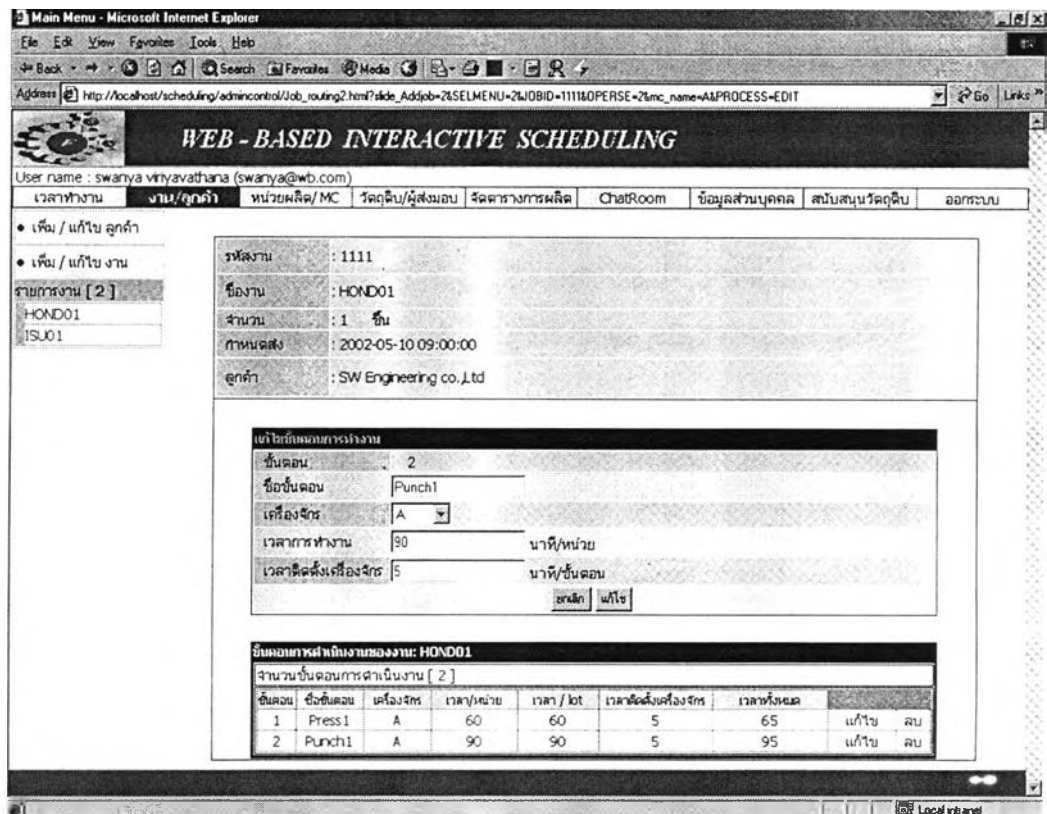 Main Menu - Microsoft Internet Explorer
File Edit View Favorites Tools Help
Back Search Favorites Media
Address http://localhost/scheduling/admincontrol/Job_routing2.html?slide_Addjob=2&SELMENU=2&JOBID=1111&OPERSE=2&mc_name=A&PROCESS=EDIT Go Links »
WEB - BASED INTERACTIVE SCHEDULING
User name : swanya viriyavathana (swanya@wb.com)
เวลาทำงาน งาน/ลูกค้า หน่วยผลิต/ MC วัตถุดิบ/ผู้ส่งมอบ จัดตารางการผลิต ChatRoom ข้อมูลส่วนบุคคล สนับสนุนวัตถุดิบ ออกระบบ
• เพิ่ม / แก้ไข ลูกค้า
• เพิ่ม / แก้ไข งาน
รายการงาน [ 2 ]
HOND01
ISU01
รหัสงาน : 1111
ชื่องาน : HOND01
จำนวน : 1 ชิ้น
กำหนดส่ง : 2002-05-10 09:00:00
ลูกค้า : SW Engineering co.,Ltd
แก้ไขขั้นตอนการทำงาน
ขั้นตอน 2
ชื่อขั้นตอน Punch1
เครื่องจักร A
เวลาการทำงาน 90 นาที/หน่วย
เวลาติดตั้งเครื่องจักร 5 นาที/ขั้นตอน
ยกเลิก แก้ไข
ขั้นตอนการดำเนินงานของงาน: HOND01
จำนวนขั้นตอนการดำเนินงาน [ 2 ]
ขั้นตอน ชื่อขั้นตอน เครื่องจักร เวลา/หน่วย เวลา / lot เวลาติดตั้งเครื่องจักร เวลาทั้งหมด
1 Press1 A 60 60 5 65 แก้ไข ลบ
2 Punch1 A 90 90 5 95 แก้ไข ลบ
Local intranet